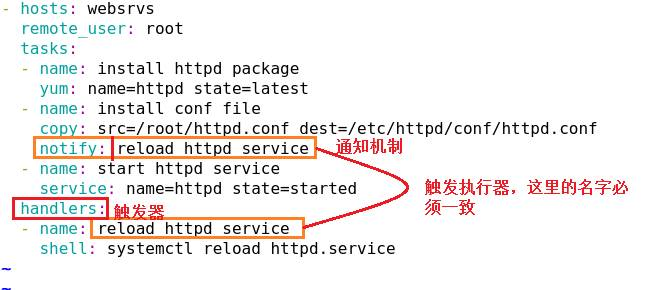 - hosts: websrvs
remote_user: root
tasks:
- name: install httpd package
yum: name=httpd state=latest
- name: install conf file
copy: src=/root/httpd.conf dest=/etc/httpd/conf/httpd.conf
notify: reload httpd service
通知机制
- name: start httpd service
service: name=httpd state=started
触发执行器，这里的名字必
须一致
handlers:
触发器
- name: reload httpd service
shell: systemctl reload httpd.service
~
~